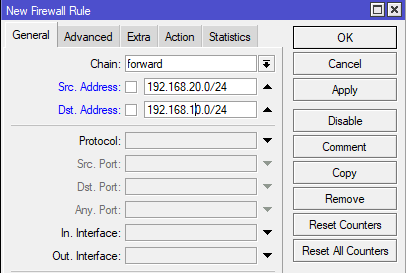 New Firewall Rule
General Advanced Extra Action Statistics
Chain: forward
Src. Address: 192.168.20.0/24
Dst. Address: 192.168.10.0/24
Protocol:
Src. Port:
Dst. Port:
Any. Port:
In. Interface:
Out. Interface:
OK
Cancel
Apply
Disable
Comment
Copy
Remove
Reset Counters
Reset All Counters